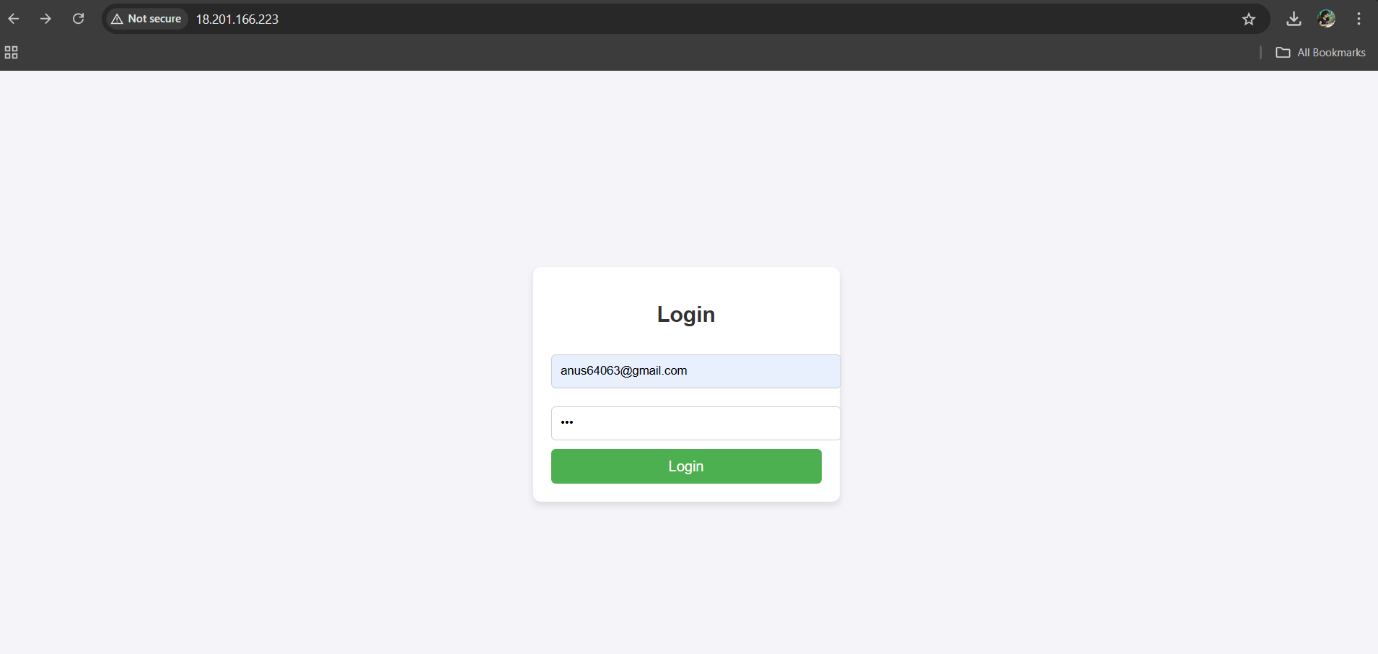 Not secure
18.201.166.223
All Bookmarks
Login
anus64063@gmail.com
•••
Login